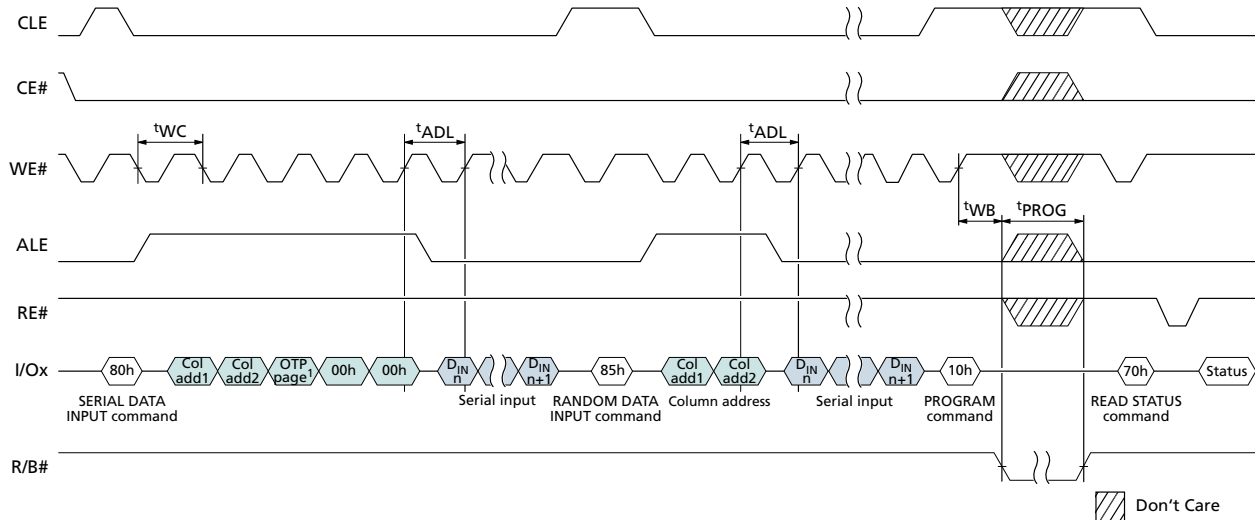 CLE
CE#
tWC
tADL
tADL
WE#
tWB
tPROG
ALE
RE#
I/Ox
80h
Col add1
Col add2
OTP page1
00h
00h
DIN n
DIN n+1
85h
Col add1
Col add2
DIN n
DIN n+1
10h
70h
Status
SERIAL DATA
INPUT command
Serial input
RANDOM DATA
INPUT command
Column address
Serial input
PROGRAM
command
READ STATUS
command
R/B#
Don't Care